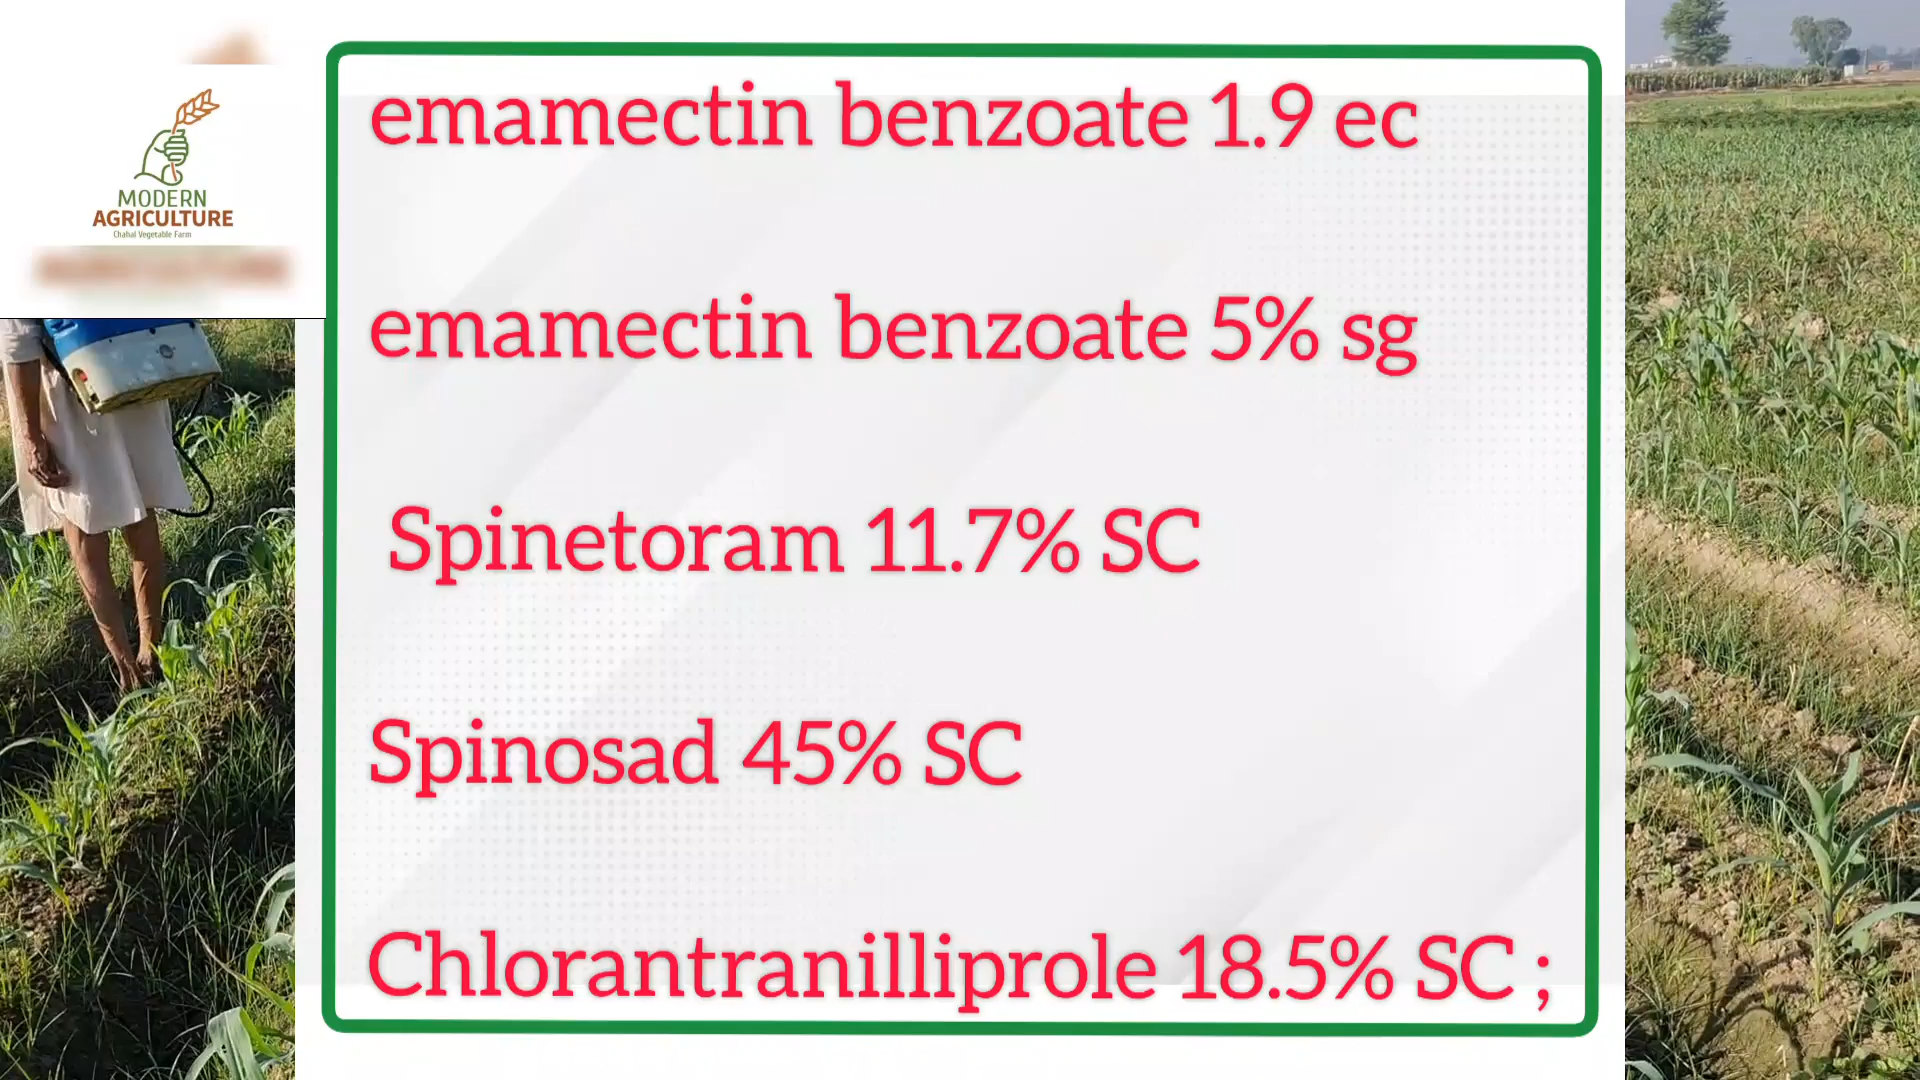 MODERN
AGRICULTURE
Chahal Vegetable Farm
emamectin benzoate 1.9 ec
emamectin benzoate 5% sg
Spinetoram 11.7% SC
Spinosad 45% SC
Chlorantranilliprole 18.5% SC ;